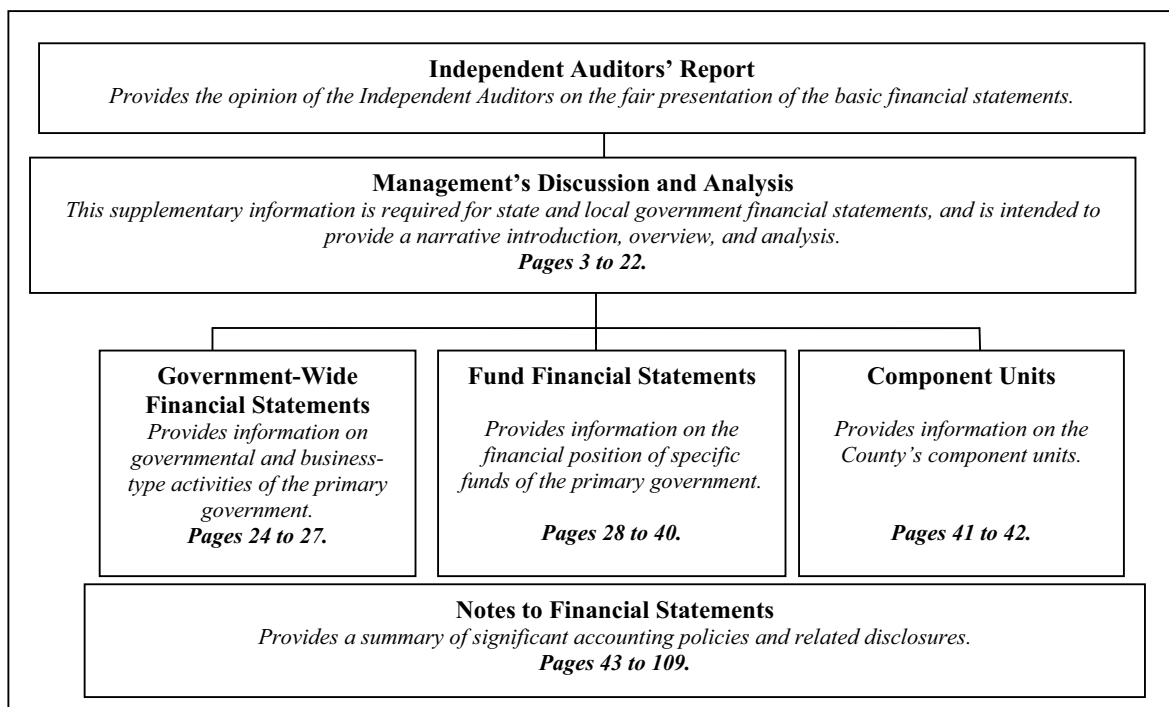 Independent Auditors’ Report
Provides the opinion of the Independent Auditors on the fair presentation of the basic financial statements.
Management’s Discussion and Analysis
This supplementary information is required for state and local government financial statements, and is intended to
provide a narrative introduction, overview, and analysis.
Pages 3 to 22.
Government-Wide
Financial Statements
Provides information on
governmental and business-
type activities of the primary
government.
Pages 24 to 27.
Fund Financial Statements
Provides information on the
financial position of specific
funds of the primary government.
Pages 28 to 40.
Component Units
Provides information on the
County’s component units.
Pages 41 to 42.
Notes to Financial Statements
Provides a summary of significant accounting policies and related disclosures.
Pages 43 to 109.